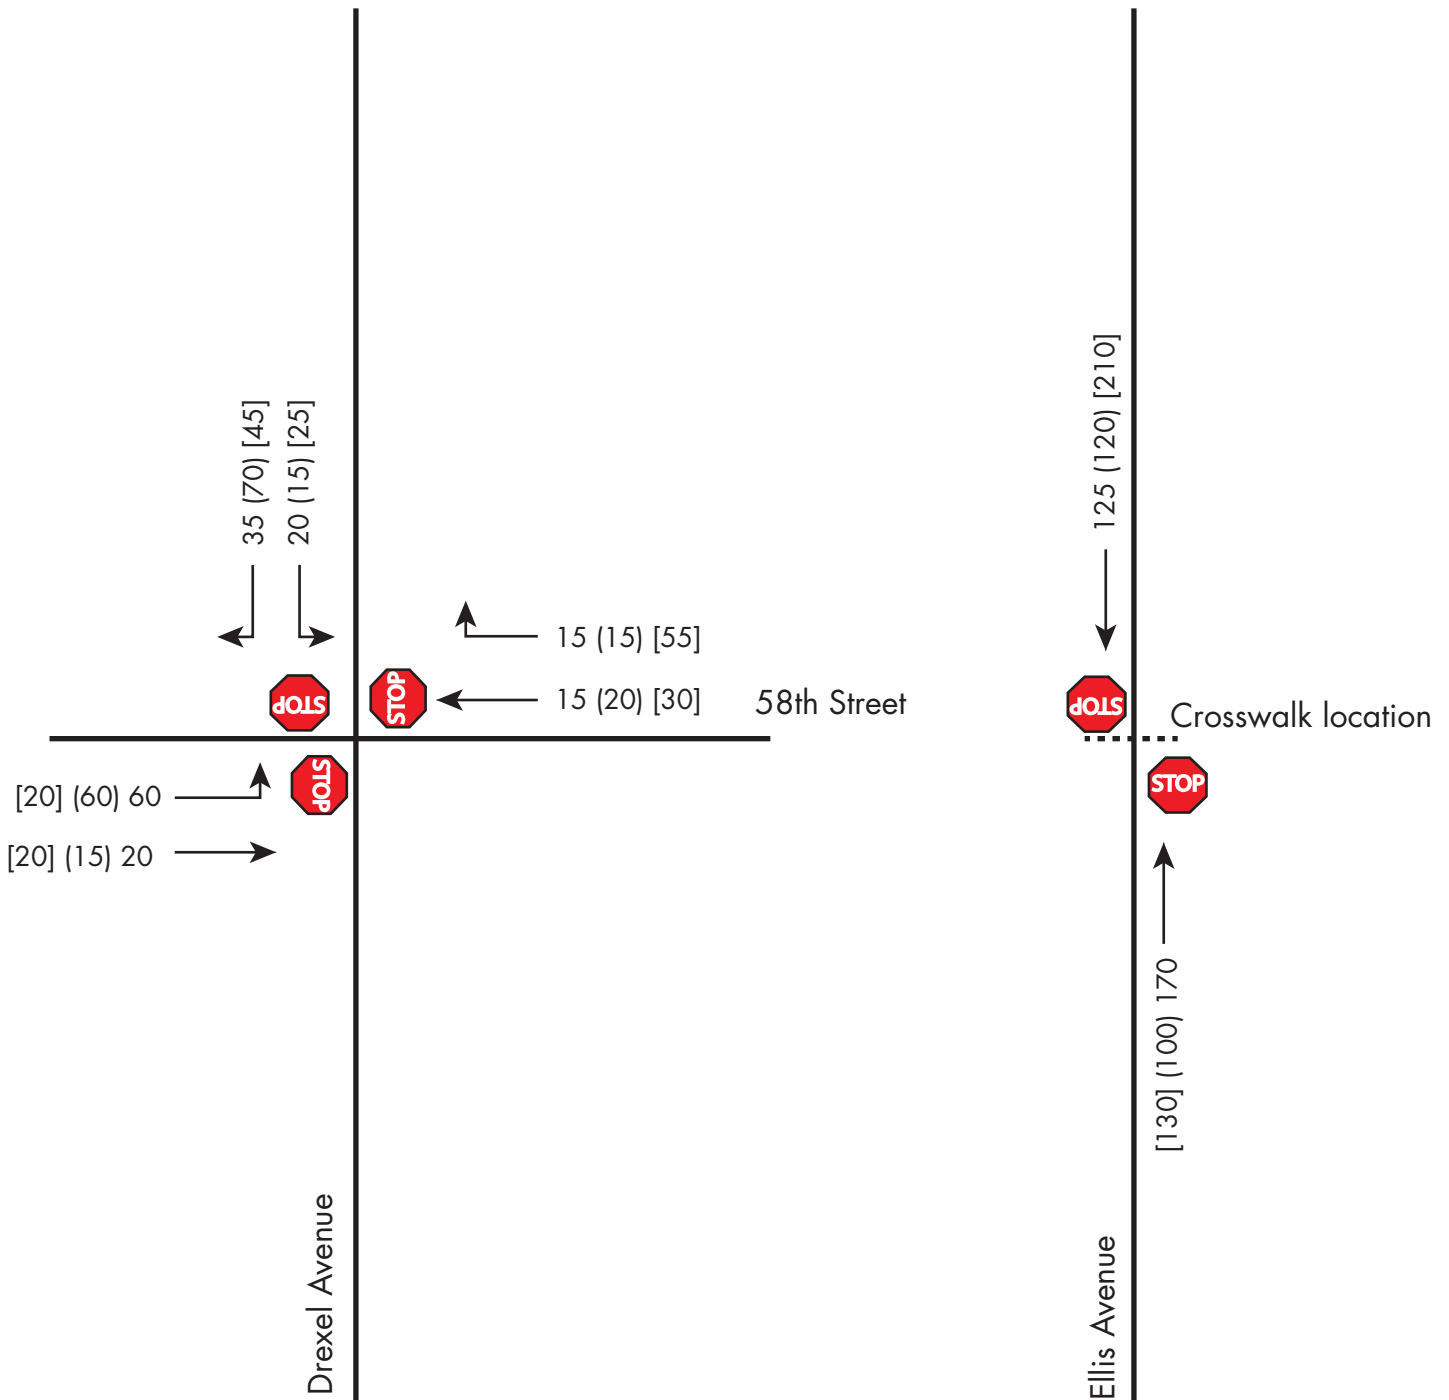 35 (70) [45]
20 (15) [25]
125 (120) [210]
15 (15) [55]
STOP
STOP
15 (20) [30]
58th Street
STOP
Crosswalk location
[20] (60) 60
STOP
STOP
[20] (15) 20
[130] (100) 170
Drexel Avenue
Ellis Avenue